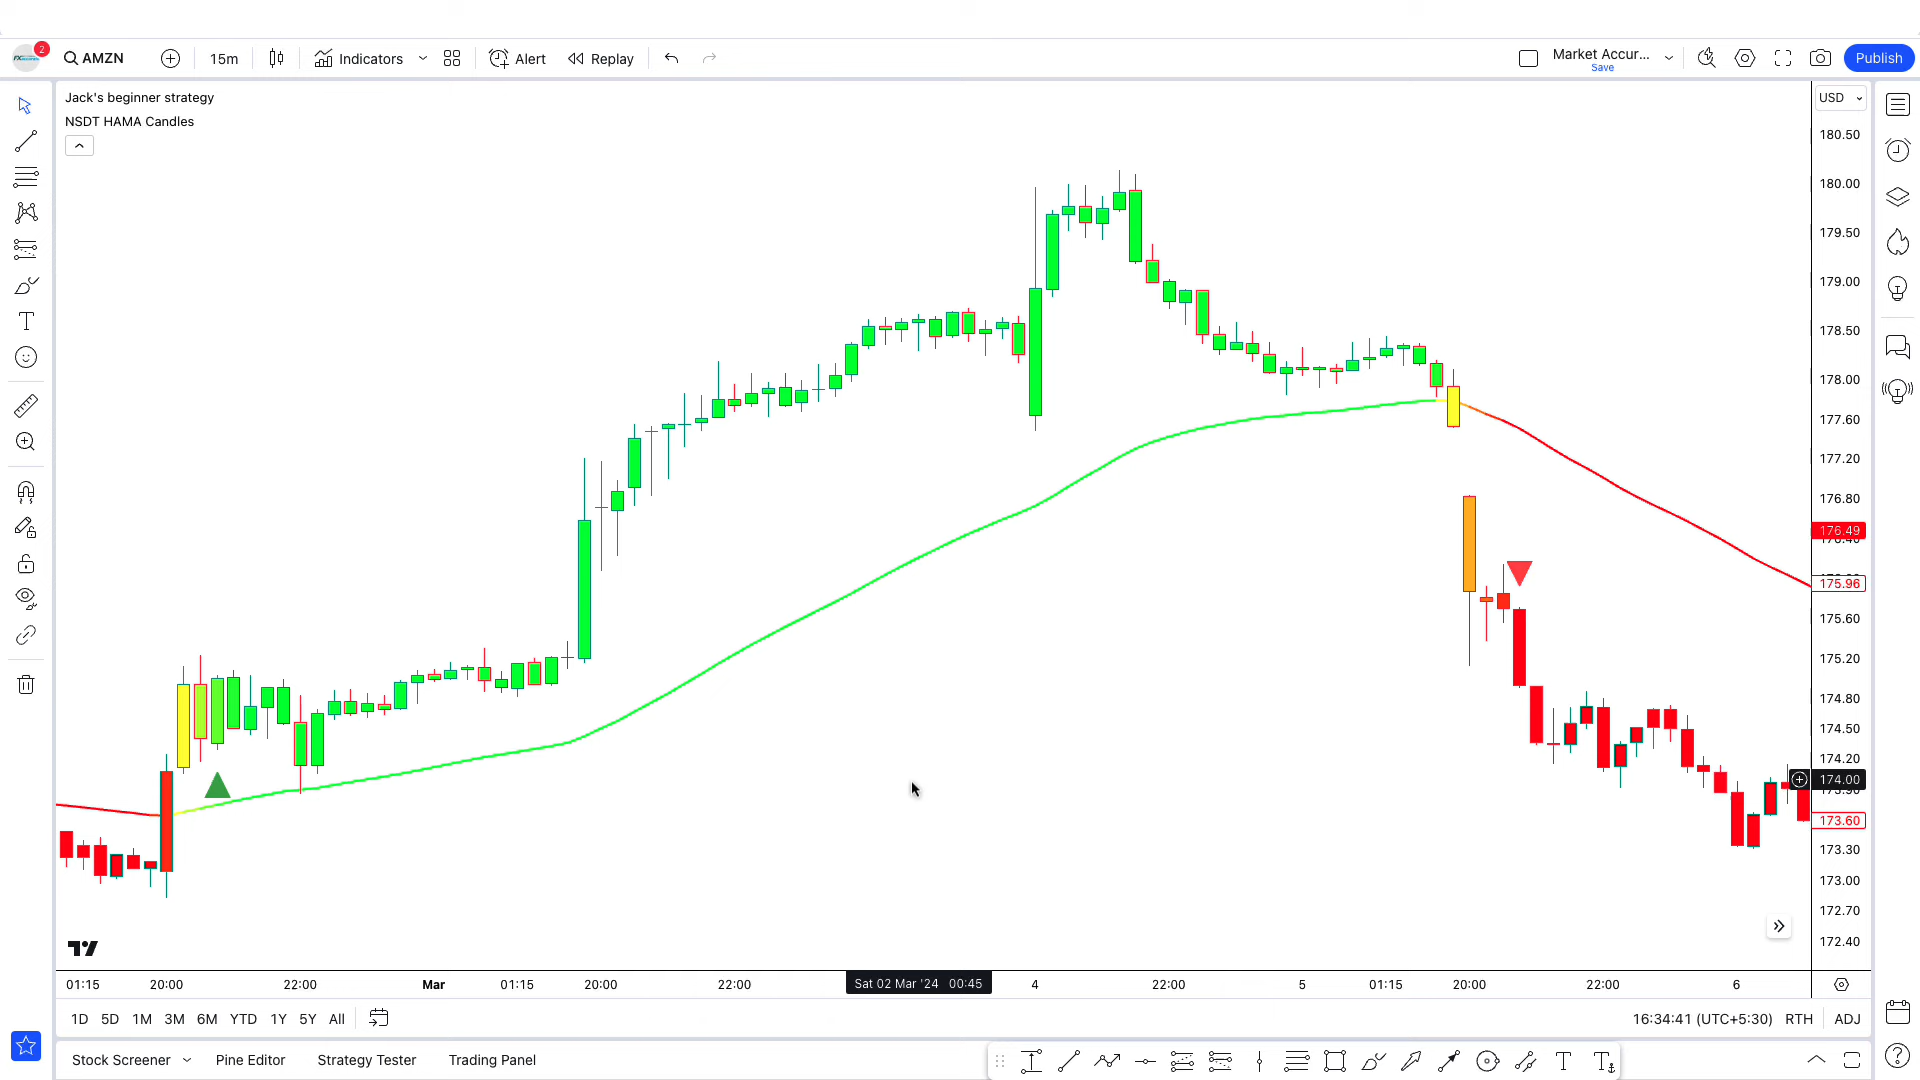 2
AMZN
15m
Indicators
Alert
Replay
Market Accur...
Save
Publish
Jack's beginner strategy
NSDT HAMA Candles
USD
180.50
180.00
179.50
179.00
178.50
178.00
177.60
177.20
176.80
176.49
175.96
175.60
175.20
174.80
174.50
174.20
174.00
173.60
173.30
173.00
172.70
172.40
01:15 20:00 22:00 Mar 01:15 20:00 22:00 Sat 02 Mar '24 00:45 4 22:00 5 01:15 20:00 22:00 6
1D 5D 1M 3M 6M YTD 1Y 5Y All
16:34:41 (UTC+5:30) RTH ADJ
Stock Screener Pine Editor Strategy Tester Trading Panel